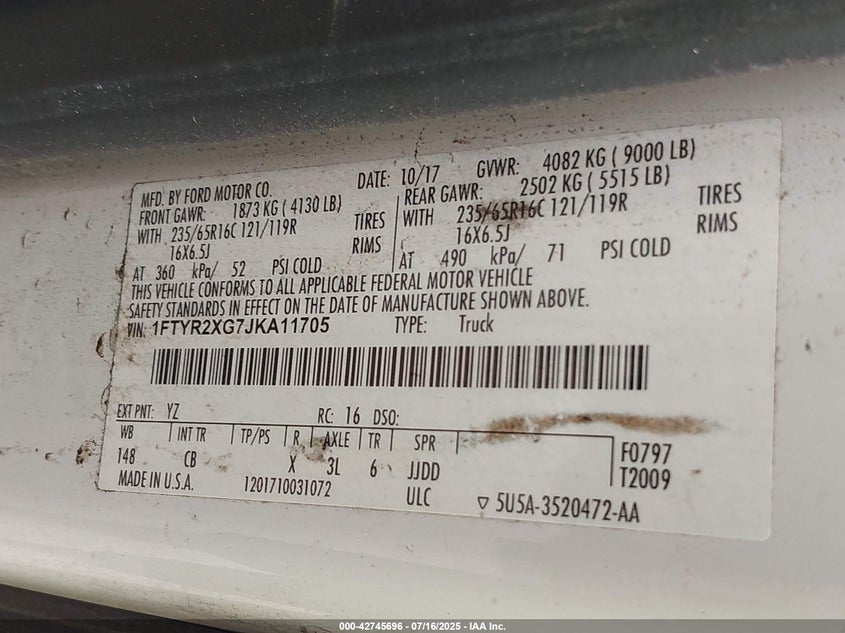 MFD. BY FORD MOTOR CO. DATE: 10/17 GVWR: 4082 KG ( 9000 LB)
FRONT GAWR: 1873 KG ( 4130 LB) REAR GAWR: 2502 KG ( 5515 LB)
WITH 235/65R16C 121/119R TIRES WITH 235/65R16C 121/119R TIRES
16X6.5J RIMS 16X6.5J RIMS
AT 360 kPa/ 52 PSI COLD AT 490 kPa/ 71 PSI COLD
THIS VEHICLE CONFORMS TO ALL APPLICABLE FEDERAL MOTOR VEHICLE
SAFETY STANDARDS IN EFFECT ON THE DATE OF MANUFACTURE SHOWN ABOVE.
VIN: 1FTYR2XG7JKA11705 TYPE: Truck
EXT PNT: YZ RC: 16 DSO:
WB INT TR TP/PS R AXLE TR SPR F0797
148 CB X 3L 6 JJDD T2009
MADE IN U.S.A. 1201710031072 ULC ▽ 5U5A-3520472-AA
000-42745696 - 07/16/2025 - IAA Inc.